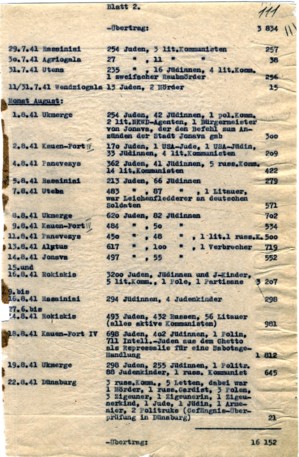 Blatt 2.
111
-Übertrag: 3 834
29.7.41 Rasainiai 254 Juden, 3 lit.Kommunisten 257
30.7.41 Agriogala 27 " , 11 " 38
31.7.41 Utena 235 " 16 Jüdinnen, 4 lit.Komm.
1 zweifacher Raubmörder 256
11/31.7.41 Wendziogala 13 Juden, 2 Mörder 15
Monat August:
1.8.41 Ukmerge 254 Juden, 42 Jüdinnen, 1 pol.Komm.
2 lit.NKWD-Agenten, 1 Bürgermeister
von Jonava, der den Befehl zum An-
zünden der Stadt Jonava gab 300
2.8.41 Kauen-Fort IV 170 Juden, 1 USA-Jude, 1 USA-Jüdin,
33 Jüdinnen, 4 lit.Kommunisten 209
4.8.41 Panevezys 362 Juden, 41 Jüdinnen, 5 russ.Komm.
14 lit.Kommunisten 422
5.8.41 Rasainiai 213 Juden, 66 Jüdinnen 279
7.8.41 Utena 483 " 87 " , 1 Litauer,
war Leichenfledderer an deutschen
Soldaten 571
8.8.41 Ukmerge 620 Juden, 82 Jüdinnen 702
9.8.41 Kauen-Fort IV 484 " , 50 " 534
11.8.41 Panevezys 450 " , 48 " , 1 lit.1 russ.K. 500
13.8.41 Alytus 617 " , 100 " , 1 Verbrecher 719
14.8.41 Jonava 497 " , 55 " 552
15.und
16.8.41 Rokiskis 3200 Juden, Jüdinnen und J-Kinder,
5 lit.Komm., 1 Pole, 1 Partisane 3 207
9.bis
16.8.41 Rasainiai 294 Jüdinnen, 4 Judenkinder 298
27.6.bis
14.8.41 Rokiskis 493 Juden, 432 Russen, 56 Litauer
(alles aktive Kommunisten) 981
18.8.41 Kauen-Fort IV 698 Juden, 402 Jüdinnen, 1 Polin,
711 Intell.-Juden aus dem Ghetto
als Repressalie für eine Sabotage-
Handlung 1 812
19.8.41 Ukmerge 298 Juden, 255 Jüdinnen, 1 Politr.
88 Judenkinder, 1 russ. Kommunist 645
22.8.41 Dünaburg 3 russ.Komm., 5 Letten, dabei war
1 Mörder, 1 russ.Gardist, 3 Polen,
3 Zigeuner, 1 Zigeunerin, 1 Zigeu-
nerkind, 1 Jude, 1 Jüdin, 1 Arme-
nier, 2 Politruks (Gefängnis-Über-
prüfung in Dünaburg) 21
-Übertrag: 16 152